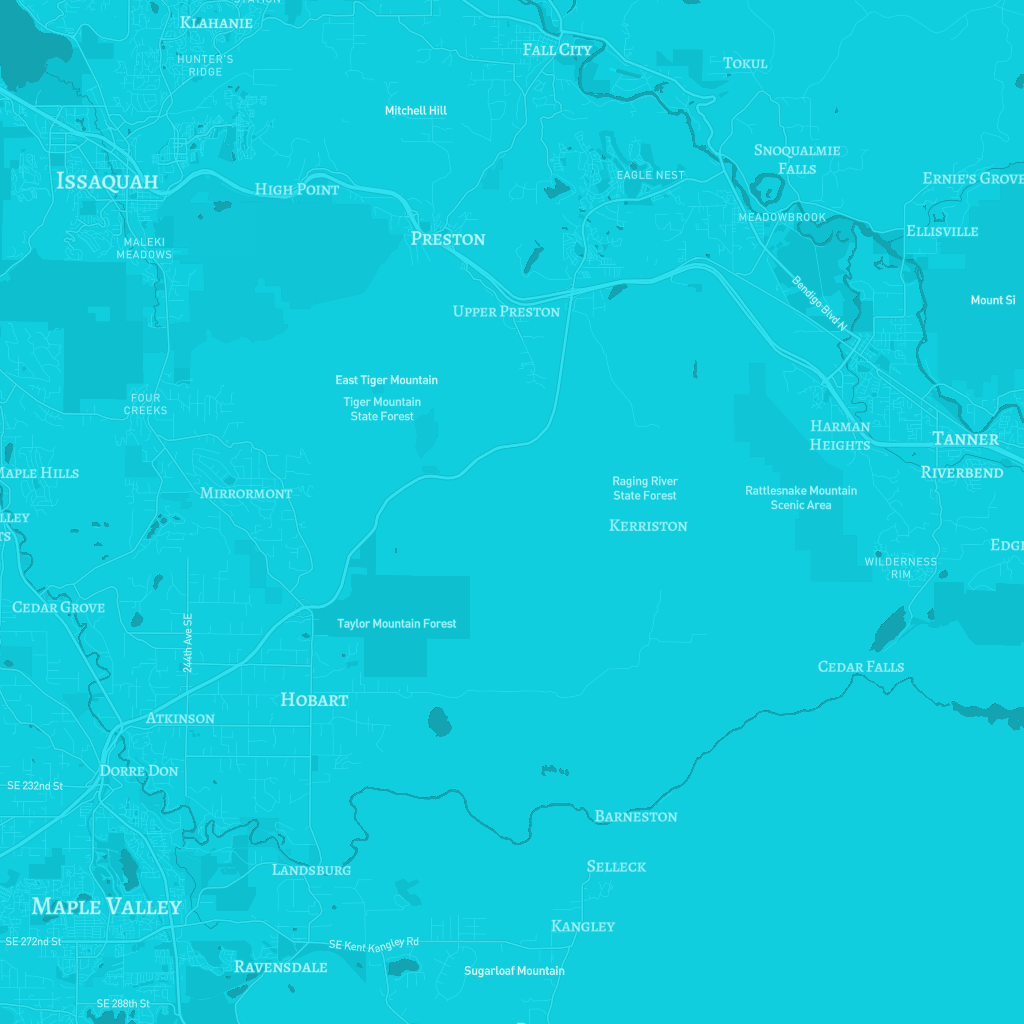 STATION
KLAHANIE
FALL CITY
HUNTER'S
RIDGE
TOKUL
Mitchell Hill
SNOQUALMIE
FALLS
ISSAQUAH
HIGH POINT
EAGLE NEST
ERNIE'S GROVE
MEADOWBROOK
ELLISVILLE
PRESTON
MALEKI
MEADOWS
Bendigo Blvd N
Mount Si
UPPER PRESTON
East Tiger Mountain
Tiger Mountain
State Forest
FOUR
CREEKS
HARMAN
HEIGHTS
TANNER
RIVERBEND
MAPLE HILLS
MIRRORMONT
Raging River
State Forest
Rattlesnake Mountain
Scenic Area
KERRISTON
LLEY
TS
EDGE
WILDERNESS
RIM
CEDAR GROVE
Taylor Mountain Forest
244th Ave SE
CEDAR FALLS
HOBART
ATKINSON
DORRE DON
SE 232nd St
BARNESTON
LANDSBURG
SELLECK
MAPLE VALLEY
KANGLEY
SE 272nd St
SE Kent Kangley Rd
RAVENSDALE
Sugarloaf Mountain
SE 288th St